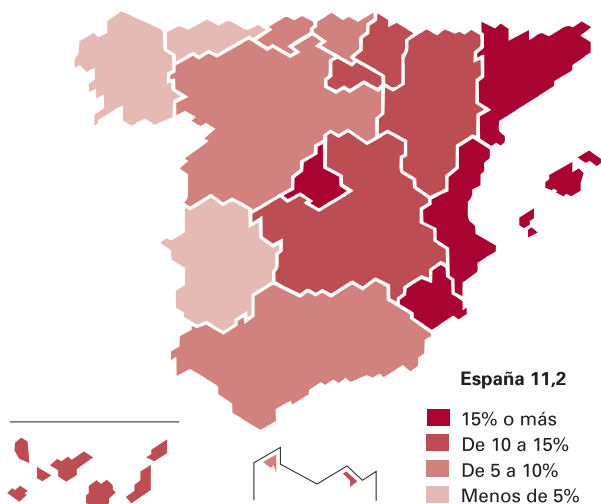 España 11,2
15% o más
De 10 a 15%
De 5 a 10%
Menos de 5%